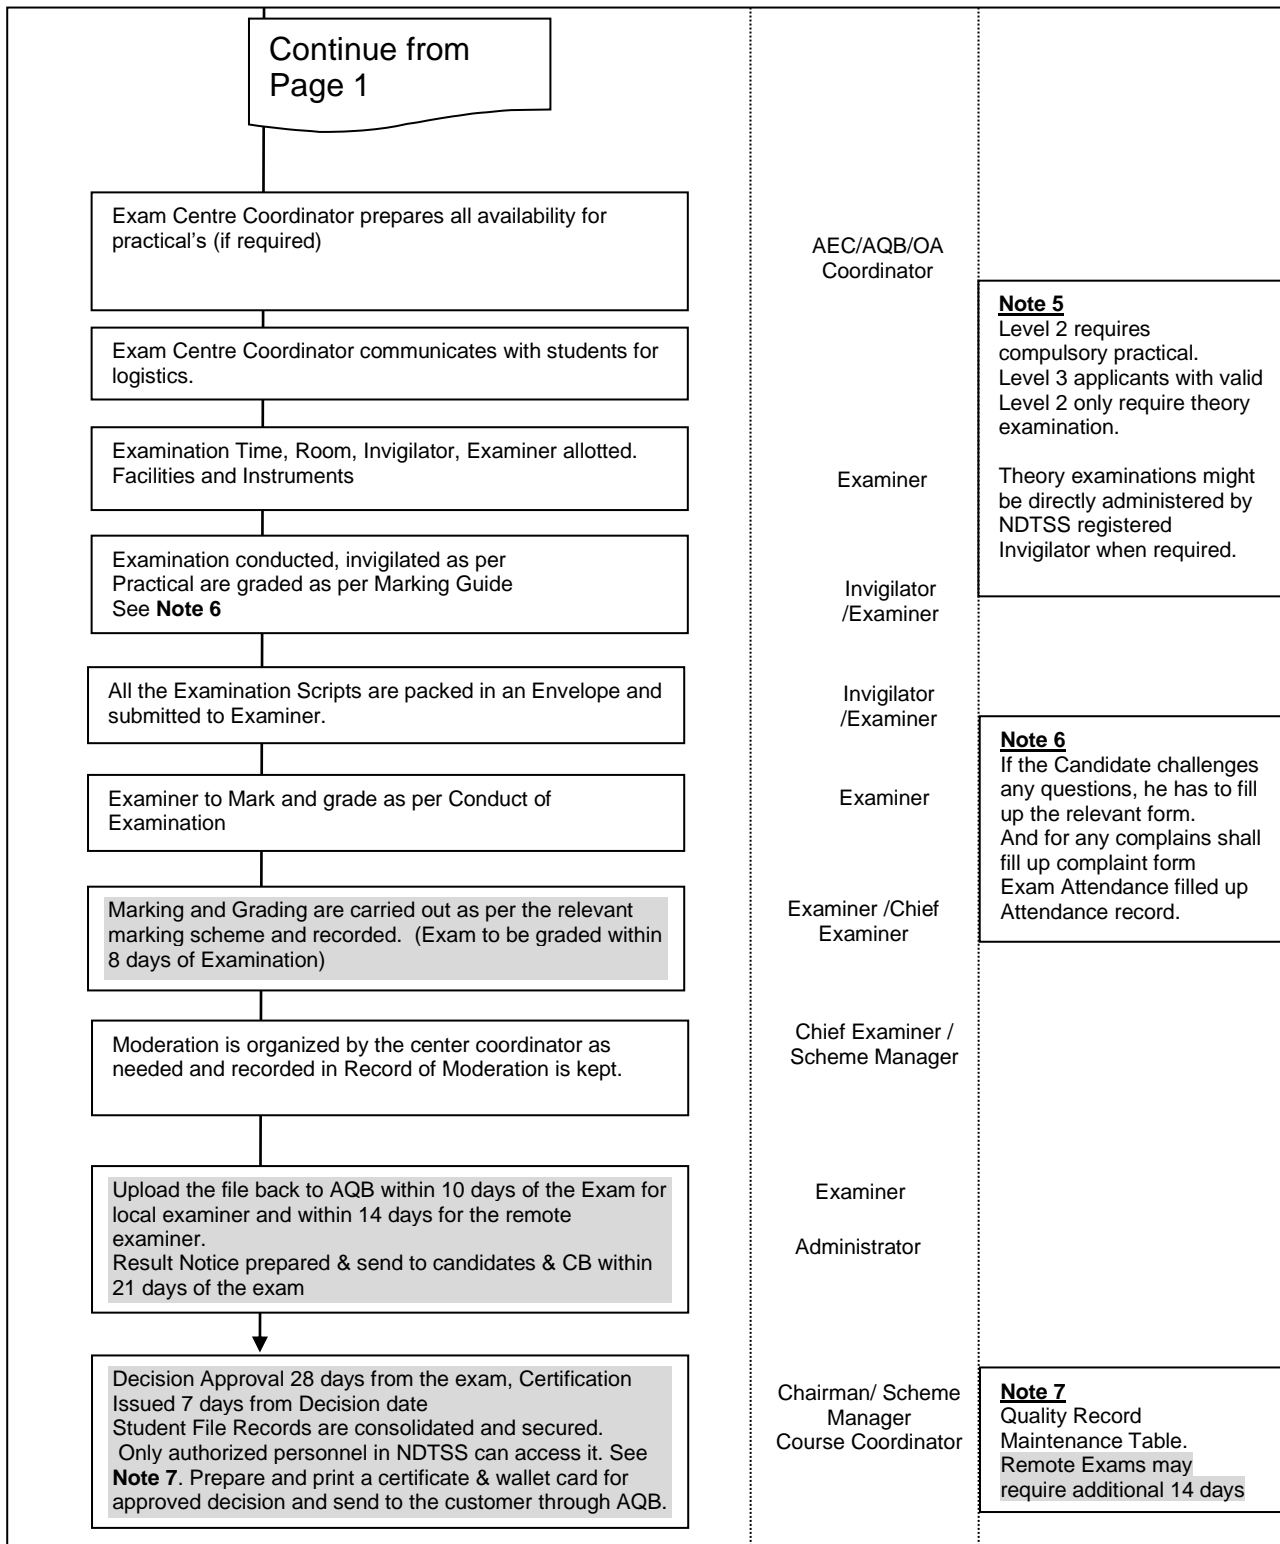 Continue from
Page 1
Exam Centre Coordinator prepares all availability for
practical's (if required)
AEC/AQB/OA
Coordinator
Exam Centre Coordinator communicates with students for
logistics.
Note 5
Level 2 requires
compulsory practical.
Level 3 applicants with valid
Level 2 only require theory
examination.
Theory examinations might
be directly administered by
NDTSS registered
Invigilator when required.
Examination Time, Room, Invigilator, Examiner allotted.
Facilities and Instruments
Examiner
Examination conducted, invigilated as per
Practical are graded as per Marking Guide
See Note 6
Invigilator
/Examiner
All the Examination Scripts are packed in an Envelope and
submitted to Examiner.
Invigilator
/Examiner
Note 6
If the Candidate challenges
any questions, he has to fill
up the relevant form.
And for any complains shall
fill up complaint form
Exam Attendance filled up
Attendance record.
Examiner to Mark and grade as per Conduct of
Examination
Examiner
Marking and Grading are carried out as per the relevant
marking scheme and recorded.  (Exam to be graded within
8 days of Examination)
Examiner /Chief
Examiner
Moderation is organized by the center coordinator as
needed and recorded in Record of Moderation is kept.
Chief Examiner /
Scheme Manager
Upload the file back to AQB within 10 days of the Exam for
local examiner and within 14 days for the remote
examiner.
Result Notice prepared & send to candidates & CB within
21 days of the exam
Examiner
Administrator
Decision Approval 28 days from the exam, Certification
Issued 7 days from Decision date
Student File Records are consolidated and secured.
Only authorized personnel in NDTSS can access it. See
Note 7. Prepare and print a certificate & wallet card for
approved decision and send to the customer through AQB.
Chairman/ Scheme
Manager
Course Coordinator
Note 7
Quality Record
Maintenance Table.
Remote Exams may
require additional 14 days